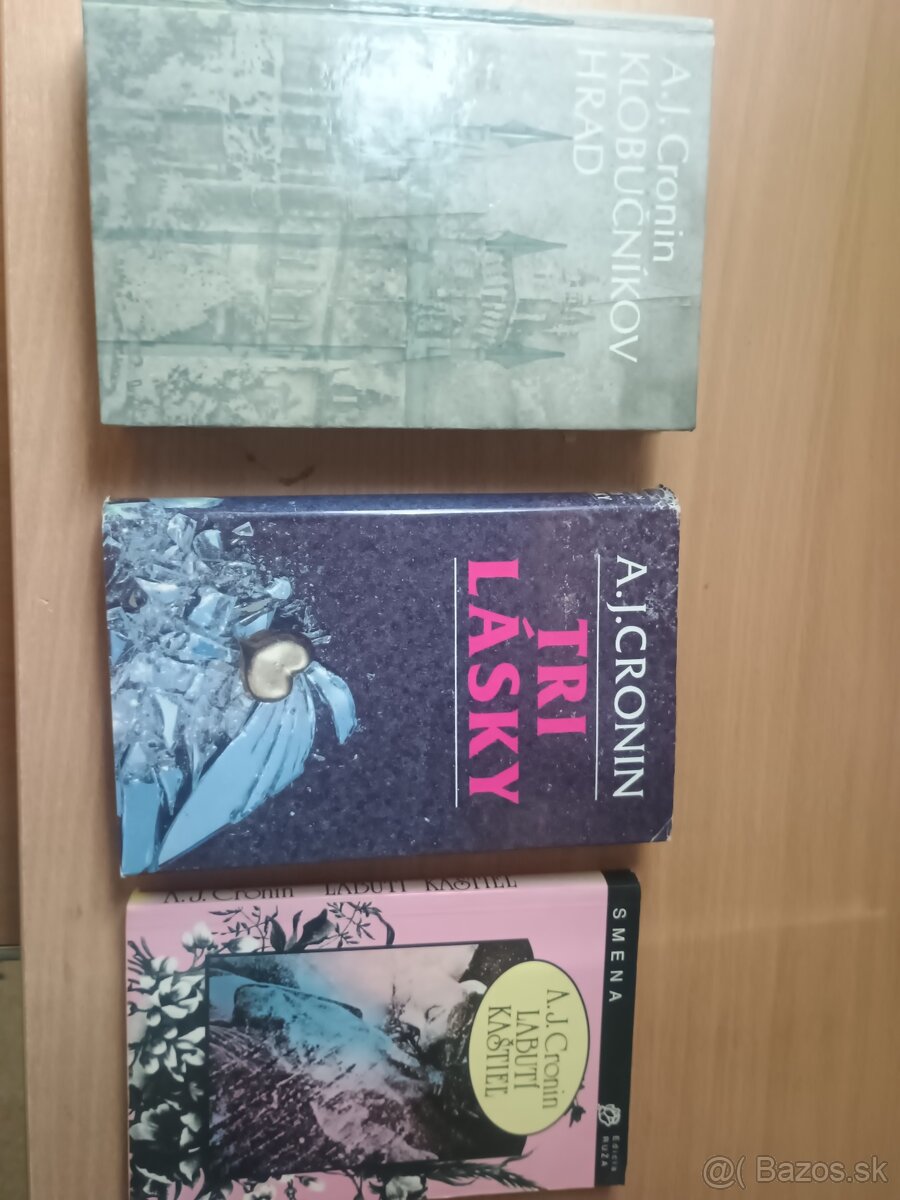 A. J. Cronin
KLOBUČNÍKOV
HRAD
A.J.CRONIN
TRI
LÁSKY
A.J.Cronin LABUTÍ KAŠTIEĽ
SMENA
A.J.Cronin
LABUTÍ
KAŠTIEĽ
Edícia
RUŽA
@( Bazos.sk